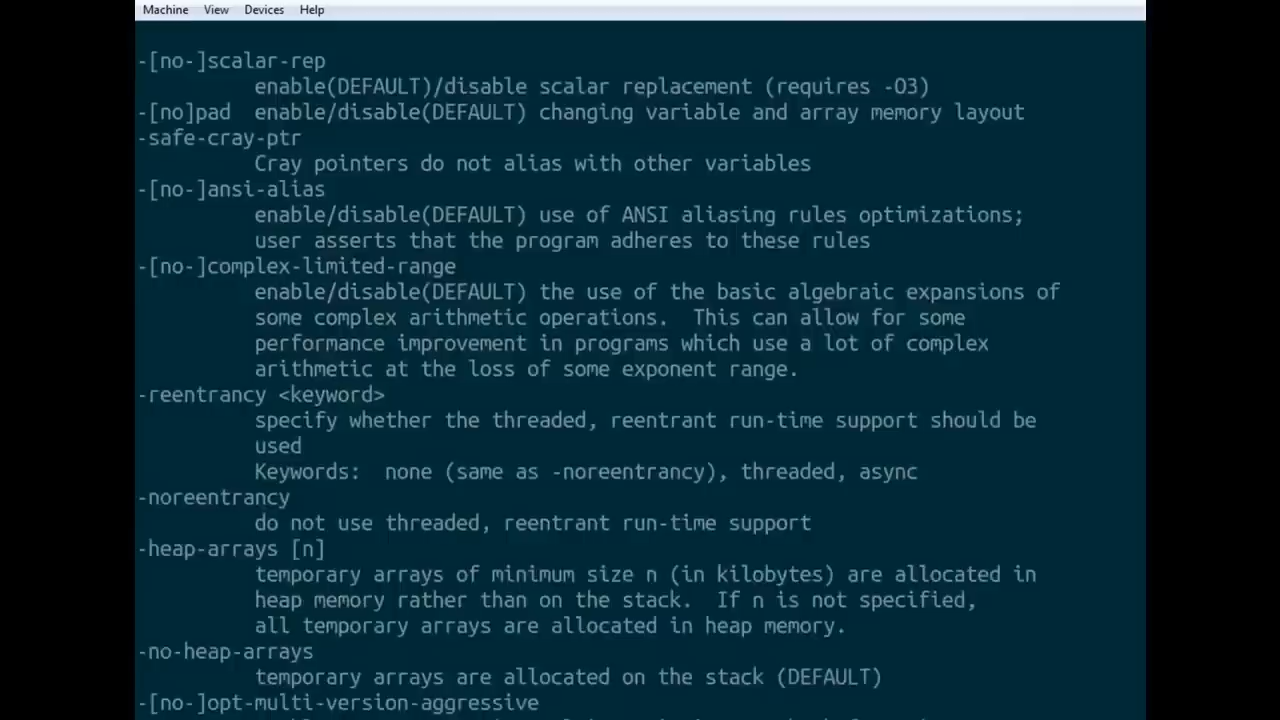 Machine View Devices Help
-[no-]scalar-rep
enable(DEFAULT)/disable scalar replacement (requires -O3)
-[no]pad enable/disable(DEFAULT) changing variable and array memory layout
-safe-cray-ptr
Cray pointers do not alias with other variables
-[no-]ansi-alias
enable/disable(DEFAULT) use of ANSI aliasing rules optimizations;
user asserts that the program adheres to these rules
-[no-]complex-limited-range
enable/disable(DEFAULT) the use of the basic algebraic expansions of
some complex arithmetic operations.  This can allow for some
performance improvement in programs which use a lot of complex
arithmetic at the loss of some exponent range.
-reentrancy <keyword>
specify whether the threaded, reentrant run-time support should be
used
Keywords:  none (same as -noreentrancy), threaded, async
-noreentrancy
do not use threaded, reentrant run-time support
-heap-arrays [n]
temporary arrays of minimum size n (in kilobytes) are allocated in
heap memory rather than on the stack.  If n is not specified,
all temporary arrays are allocated in heap memory.
-no-heap-arrays
temporary arrays are allocated on the stack (DEFAULT)
-[no-]opt-multi-version-aggressive